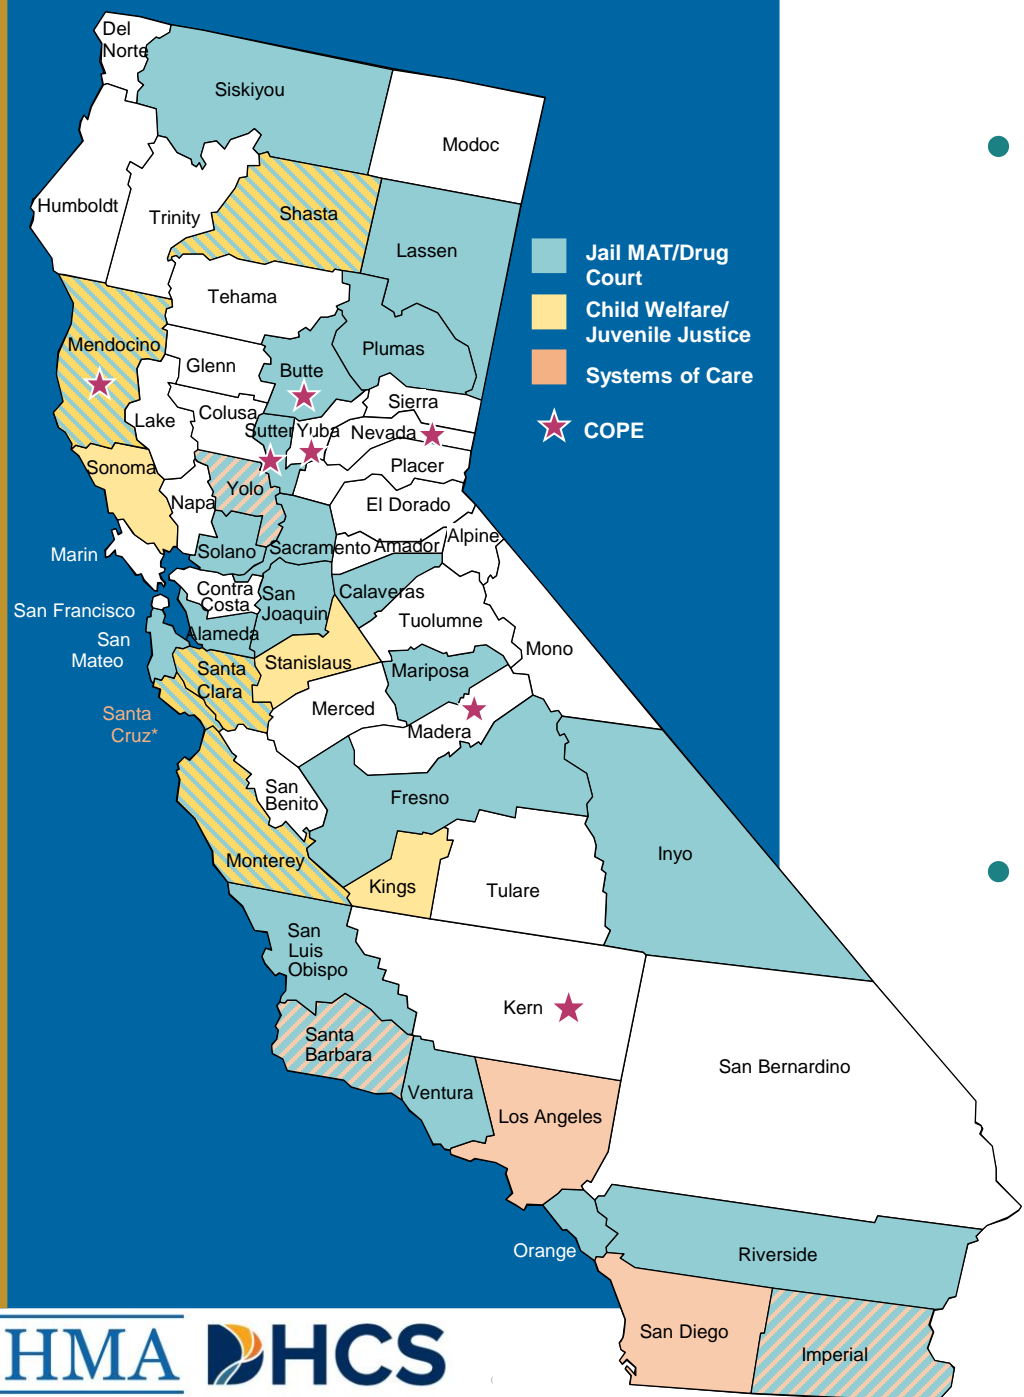 Del
Norte
Siskiyou
Modoc
Humboldt
Trinity
Shasta
Lassen
Jail MAT/Drug
Court
Child Welfare/
Juvenile Justice
Systems of Care
COPE
Tehama
Mendocino
Plumas
Glenn
Butte
Sierra
Colusa
Lake
Sutter
Yuba
Nevada
Placer
Sonoma
Yolo
Napa
El Dorado
Marin
Solano
Sacramento
Amador
Alpine
Contra
Costa
San
Joaquin
Calaveras
San Francisco
Alameda
Tuolumne
San
Mateo
Mono
Santa
Clara
Stanislaus
Mariposa
Merced
Santa
Cruz*
Madera
San
Benito
Fresno
Inyo
Monterey
Kings
Tulare
San
Luis
Obispo
Kern
Santa
Barbara
San Bernardino
Ventura
Los Angeles
Orange
Riverside
San Diego
Imperial
HMA
DHCS